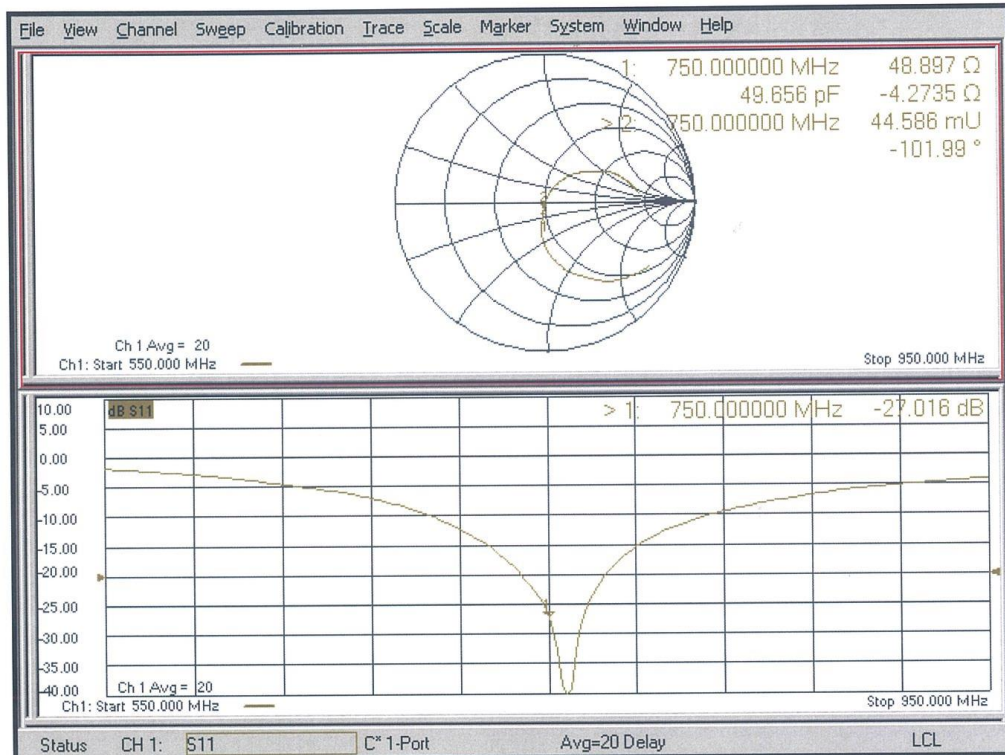 File View Channel Sweep Calibration Trace Scale Marker System Window Help
1: 750.000000 MHz 48.897 Ω
49.656 pF -4.2735 Ω
> 2: 750.000000 MHz 44.586 mU
-101.99 °
Ch 1 Avg = 20
Ch1: Start 550.000 MHz
Stop 950.000 MHz
10.00
dB S11
> 1: 750.000000 MHz -27.016 dB
5.00
0.00
-5.00
-10.00
-15.00
-20.00
-25.00
-30.00
-35.00
-40.00
Ch 1 Avg = 20
Ch1: Start 550.000 MHz
Stop 950.000 MHz
Status CH 1: S11 C* 1-Port Avg=20 Delay LCL